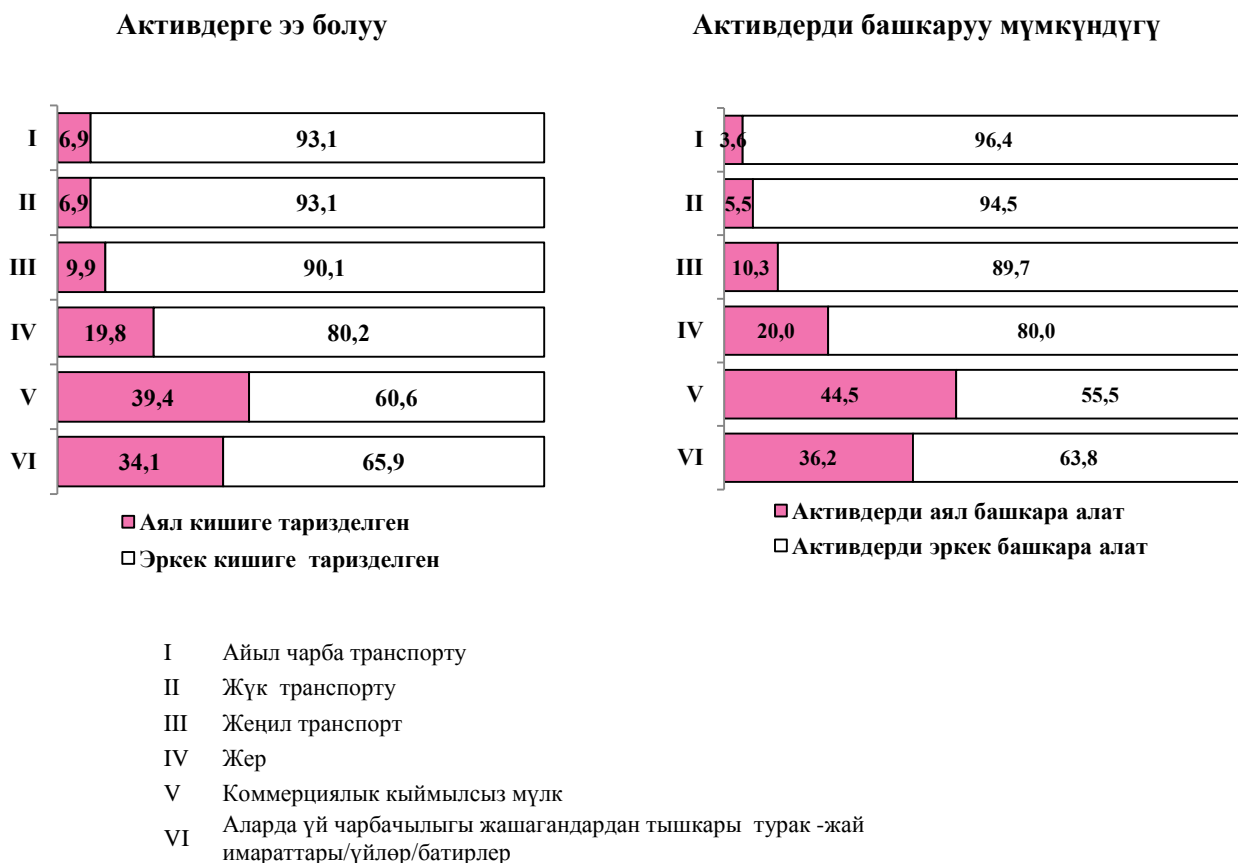 Активдерге ээ болуу
I 6,9 93,1
II 6,9 93,1
III 9,9 90,1
IV 19,8 80,2
V 39,4 60,6
VI 34,1 65,9
Аял кишиге таризделген
Эркек кишиге таризделген
Активдерди башкаруу мүмкүндүгү
I 3,6 96,4
II 5,5 94,5
III 10,3 89,7
IV 20,0 80,0
V 44,5 55,5
VI 36,2 63,8
Активдерди аял башкара алат
Активдерди эркек башкара алат
I Айыл чарба транспорту
II Жүк транспорту
III Жеңил транспорт
IV Жер
V Коммерциялык кыймылсыз мүлк
VI Аларда үй чарбачылыгы жашагандардан тышкары турак -жай
имараттары/үйлөр/батирлер